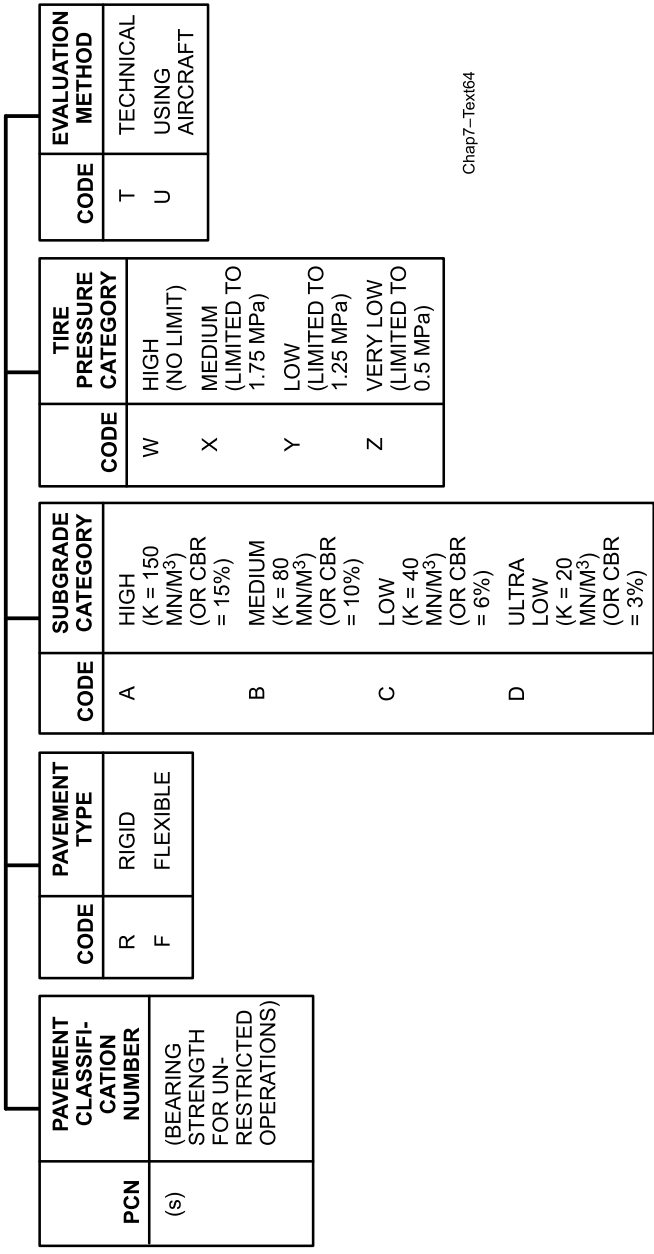 PCN
PAVEMENT
CLASSIFI-
CATION
NUMBER
(s)
(BEARING
STRENGTH
FOR UN-
RESTRICTED
OPERATIONS)
CODE
PAVEMENT
TYPE
R
RIGID
F
FLEXIBLE
CODE
SUBGRADE
CATEGORY
A
HIGH
(K = 150
MN/M³)
(OR CBR
= 15%)
B
MEDIUM
(K = 80
MN/M³)
(OR CBR
= 10%)
C
LOW
(K = 40
MN/M³)
(OR CBR
= 6%)
D
ULTRA
LOW
(K = 20
MN/M³)
(OR CBR
= 3%)
CODE
TIRE
PRESSURE
CATEGORY
W
HIGH
(NO LIMIT)
X
MEDIUM
(LIMITED TO
1.75 MPa)
Y
LOW
(LIMITED TO
1.25 MPa)
Z
VERY LOW
(LIMITED TO
0.5 MPa)
CODE
EVALUATION
METHOD
T
TECHNICAL
U
USING
AIRCRAFT
Chap7–Text64